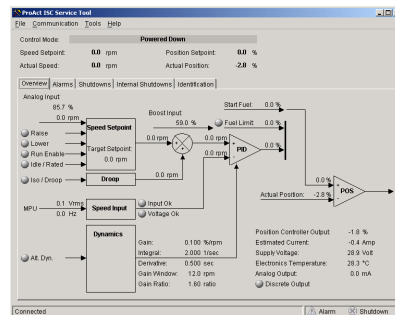 ProAct ISC Service Tool
File Communication Tools Help
Control Mode: Powered Down
Speed Setpoint: 0.0 rpm Position Setpoint: 0.0 %
Actual Speed: 0.0 rpm Actual Position: -2.8 %
Overview Alarms Shutdowns Internal Shutdowns Identification
Analog Input
85.7 %
0.0 rpm
Raise
Lower
Run Enable
Idle / Rated
Speed Setpoint
Target Setpoint:
0.0 rpm
Boost Input
59.0 %
0.0 rpm
Start Fuel: 0.0 %
Fuel Limit: 0.0 %
0.0 rpm
PID
0.0 %
Iso / Droop
Droop
0.0 rpm
0.0 %
Actual Position: -2.8 %
POS
MPU
0.1 Vrms
0.0 Hz
Speed Input
Input Ok
Voltage Ok
0.0 rpm
Alt. Dyn.
Dynamics
Gain: 0.100 %/rpm
Integral: 2.000 1/sec
Derivative: 0.500 sec
Gain Window: 12.0 rpm
Gain Ratio: 1.60 ratio
Position Controller Output: -1.8 %
Estimated Current: -0.4 Amp
Supply Voltage: 28.9 Volt
Electronics Temperature: 28.3 °C
Analog Output: 0.0 mA
Discrete Output
Connected
Alarm
Shutdown